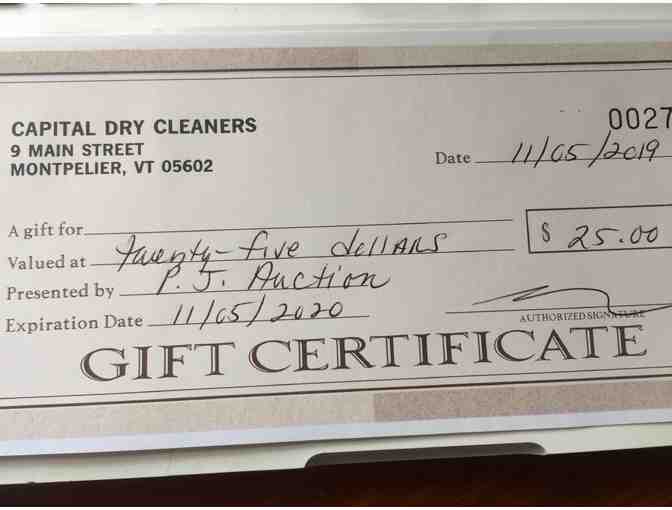 CAPITAL DRY CLEANERS
0027
9 MAIN STREET
MONTPELIER, VT 05602
Date 11/05/2019
A gift for
$ 25.00
Valued at twenty-five dollars
Presented by P.J. Auction
Expiration Date 11/05/2020
AUTHORIZED SIGNATURE
GIFT CERTIFICATE